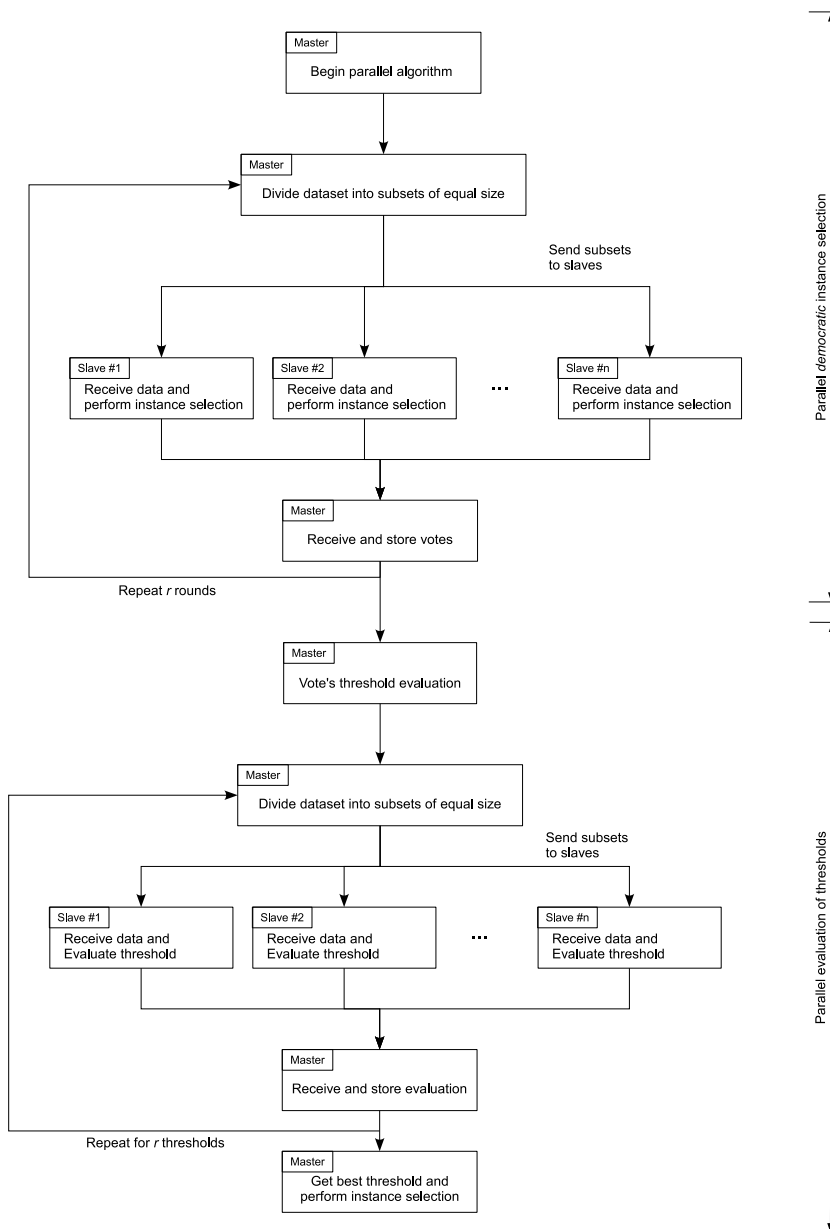 Master
Begin parallel algorithm
Master
Divide dataset into subsets of equal size
Send subsets
to slaves
Slave #1
Receive data and
perform instance selection
Slave #2
Receive data and
perform instance selection
...
Slave #n
Receive data and
perform instance selection
Master
Receive and store votes
Repeat r rounds
Parallel democratic instance selection
Master
Vote's threshold evaluation
Master
Divide dataset into subsets of equal size
Send subsets
to slaves
Slave #1
Receive data and
Evaluate threshold
Slave #2
Receive data and
Evaluate threshold
...
Slave #n
Receive data and
Evaluate threshold
Master
Receive and store evaluation
Repeat for r thresholds
Master
Get best threshold and
perform instance selection
Parallel evaluation of thresholds